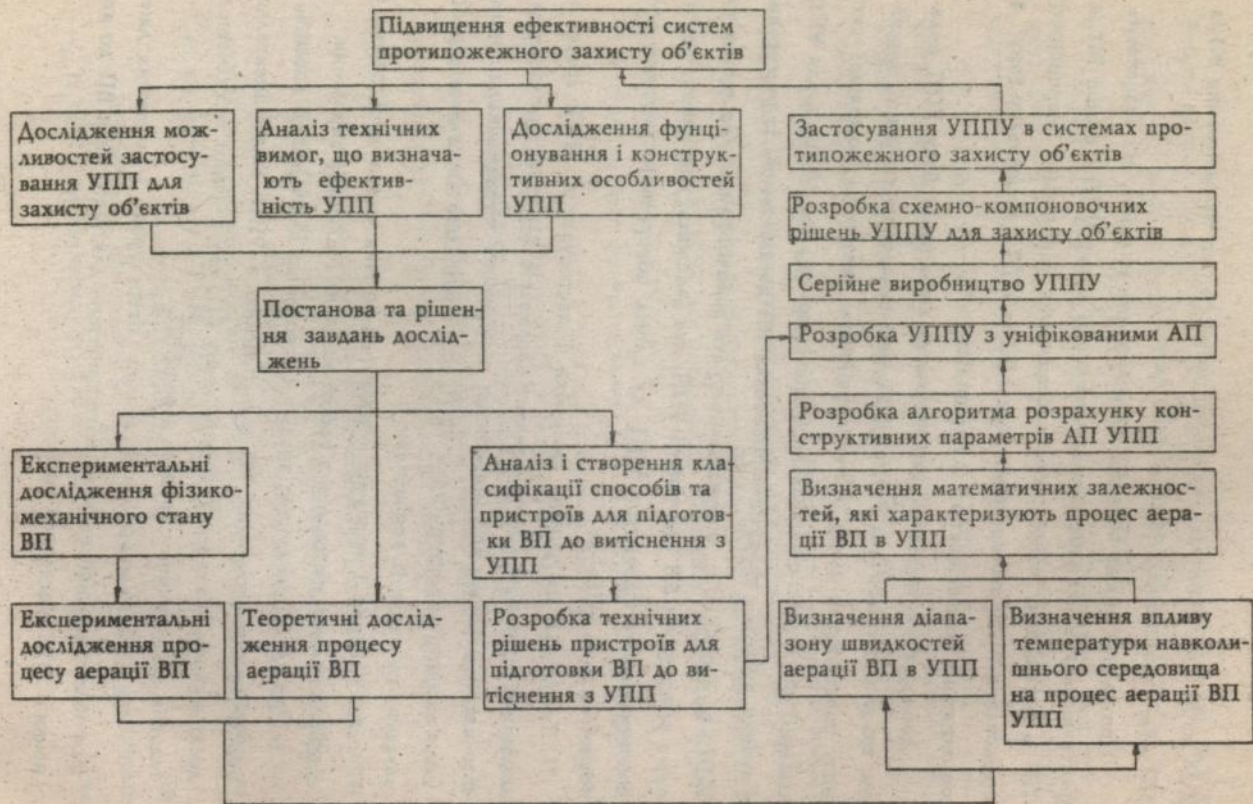 Підвищення ефективності систем
протипожежного захисту об'єктів
Дослідження мож-
ливостей застосу-
вання УПП для
захисту об'єктів
Аналіз технічних
вимог, що визнача-
ють ефектив-
ність УПП
Дослідження фунці-
онування і конструк-
тивних особливостей
УПП
Застосування УППУ в системах про-
типожежного захисту об'єктів
Розробка схемно-компоновочних
рішень УППУ для захисту об'єктів
Серійне виробництво УППУ
Розробка УППУ з уніфікованими АП
Постанова та рішен-
ня завдань дослід-
жень
Розробка алгоритма розрахунку кон-
структивних параметрів АП УПП
Експериментальні
дослідження фізико-
механічного стану
ВП
Аналіз і створення кла-
сифікації способів та
пристроїв для підготов-
ки ВП до витіснення з
УПП
Визначення математичних залежнос-
тей, які характеризують процес аера-
ції ВП в УПП
Експериментальні
дослідження про-
цесу аерації ВП
Теоретичні дослід-
ження процесу
аерації ВП
Розробка технічних
рішень пристроїв для
підготовки ВП до ви-
тіснення з УПП
Визначення діапа-
зону швидкостей
аерації ВП в УПП
Визначення впливу
температури навколи-
шнього середовища
на процес аерації ВП
УПП